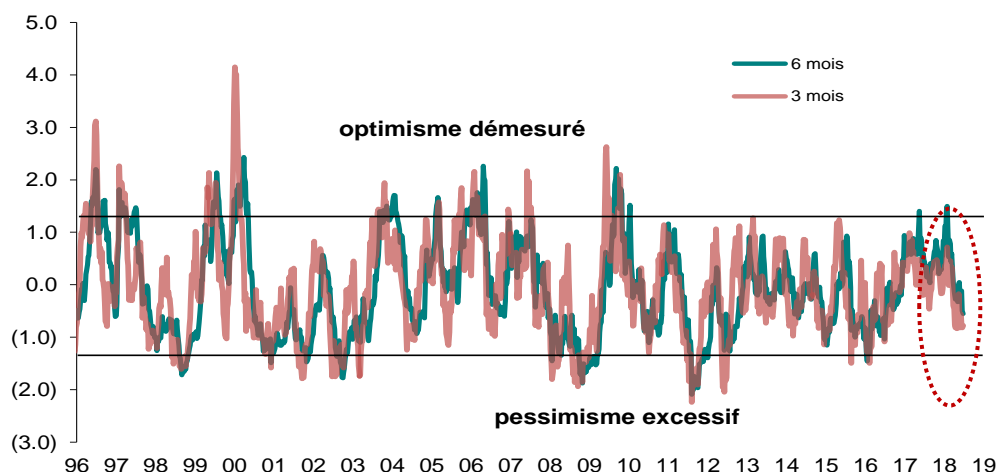 5.0
4.0
3.0
2.0
1.0
0.0
(1.0)
(2.0)
(3.0)
6 mois
3 mois
optimisme démesuré
pessimisme excessif
96 97 98 99 00 01 02 03 04 05 06 07 08 09 10 11 12 13 14 15 16 17 18 19